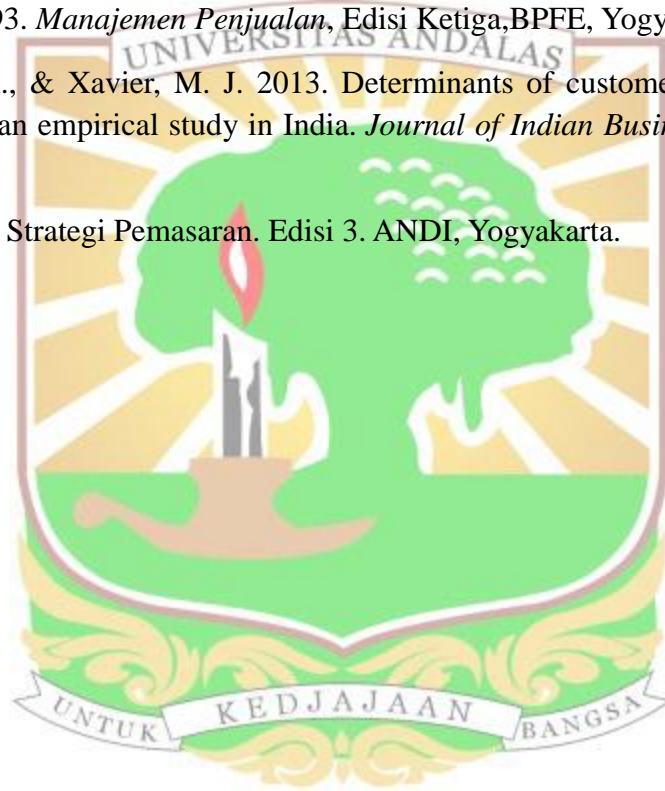 93. Manajemen Penjualan, Edisi Ketiga,BPFE, Yogy
UNIVERSITAS ANDALAS
., & Xavier, M. J. 2013. Determinants of custome
an empirical study in India. Journal of Indian Busi
Strategi Pemasaran. Edisi 3. ANDI, Yogyakarta.
UNTUK KEDJAJAAN BANGSA